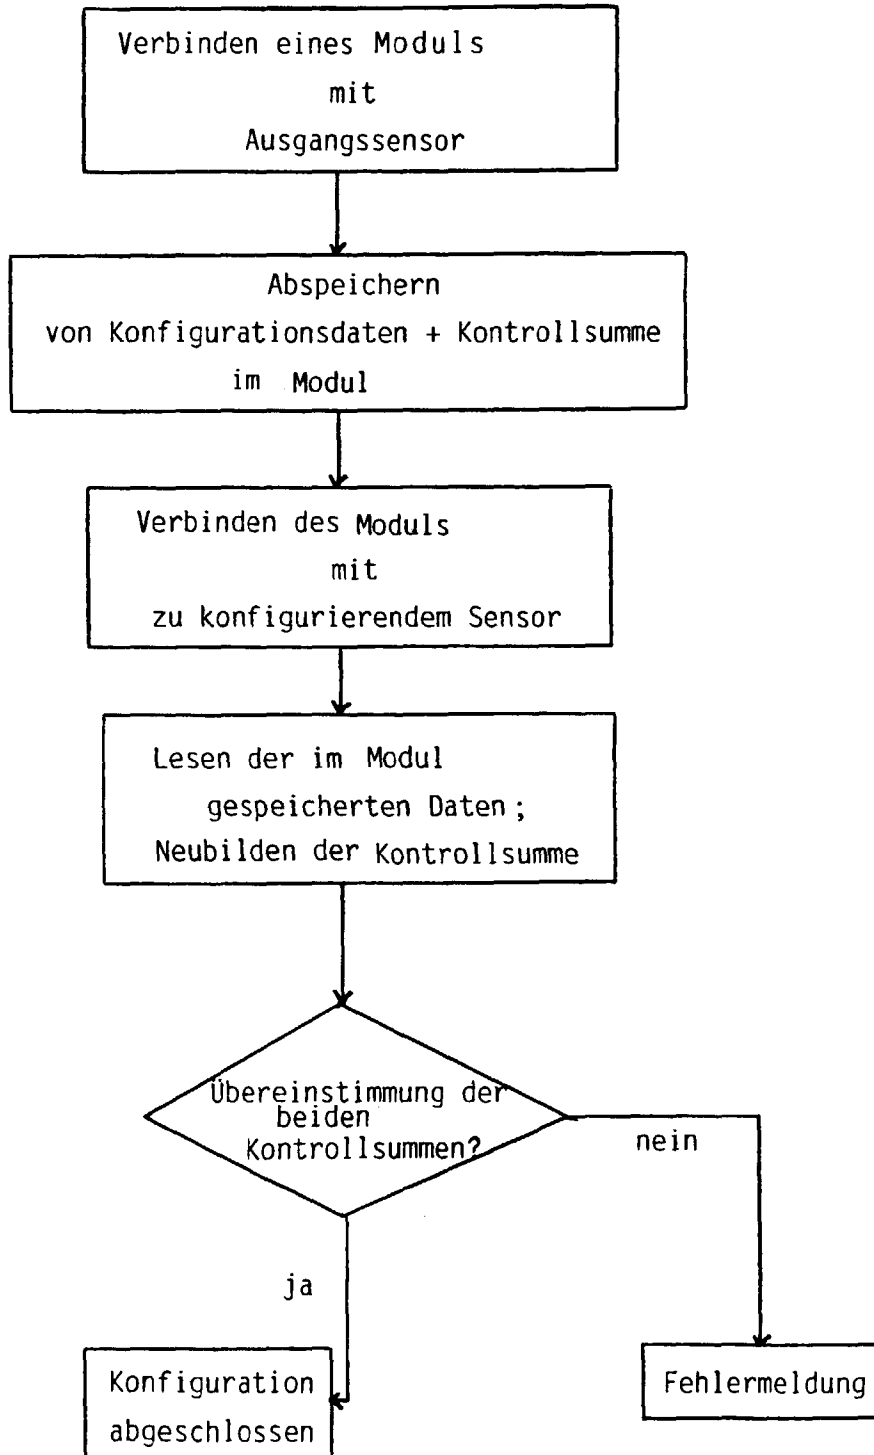 Verbinden eines Moduls
mit
Ausgangssensor
Abspeichern
von Konfigurationsdaten + Kontrollsumme
im Modul
Verbinden des Moduls
mit
zu konfigurierendem Sensor
Lesen der im Modul
gespeicherten Daten;
Neubilden der Kontrollsumme
Übereinstimmung der
beiden
Kontrollsummen?
nein
ja
Konfiguration
abgeschlossen
Fehlermeldung